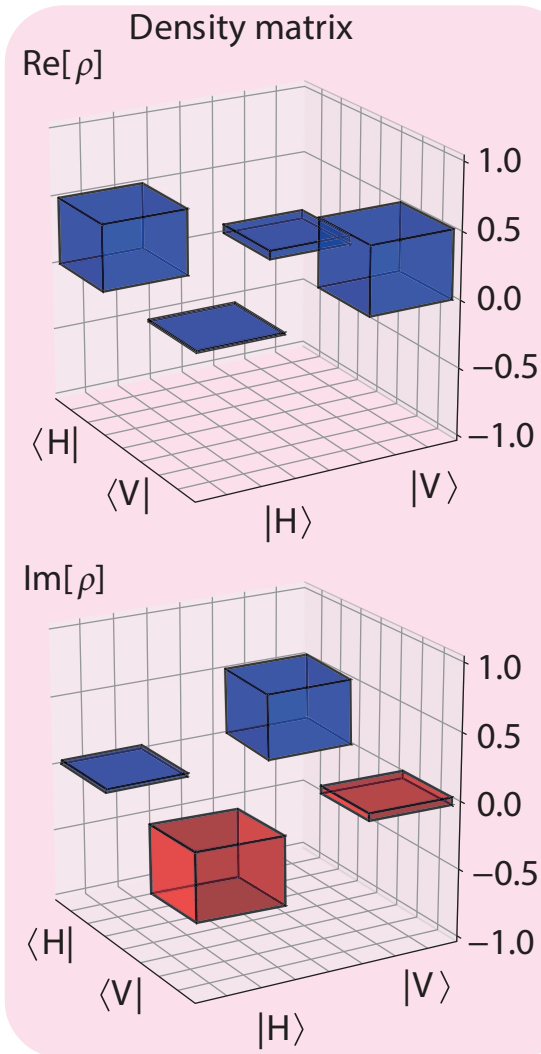 Density matrix
Re[ρ]
1.0
0.5
0.0
−0.5
−1.0
⟨H|
⟨V|
|H⟩
|V⟩
Im[ρ]
1.0
0.5
0.0
−0.5
−1.0
⟨H|
⟨V|
|H⟩
|V⟩